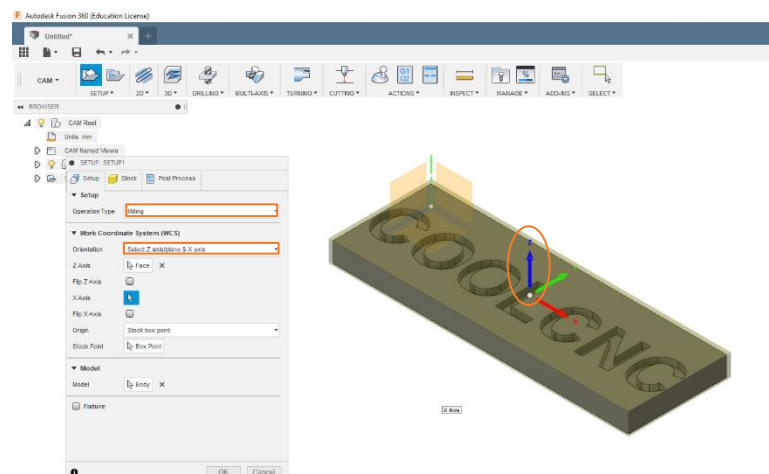 Autodesk Fusion 360 (Education License)
Untitled*
CAM
SETUP 2D 3D DRILLING MULTI-AXIS TURNING CUTTING ACTIONS INSPECT MANAGE ADD-INS SELECT
G1
G2
BROWSER
CAM Root
Units: mm
CAM Named Views
SETUP : SETUP1
Setup Stock Post Process
Setup
Operation Type Milling
Work Coordinate System (WCS)
Orientation Select Z axis/plane & X axis
Z Axis Face
Flip Z Axis
X Axis
Flip X Axis
Origin Stock box point
Stock Point Box Point
Model
Model Body
Fixture
OK Cancel
COOLCNC
Z
X
X Axis